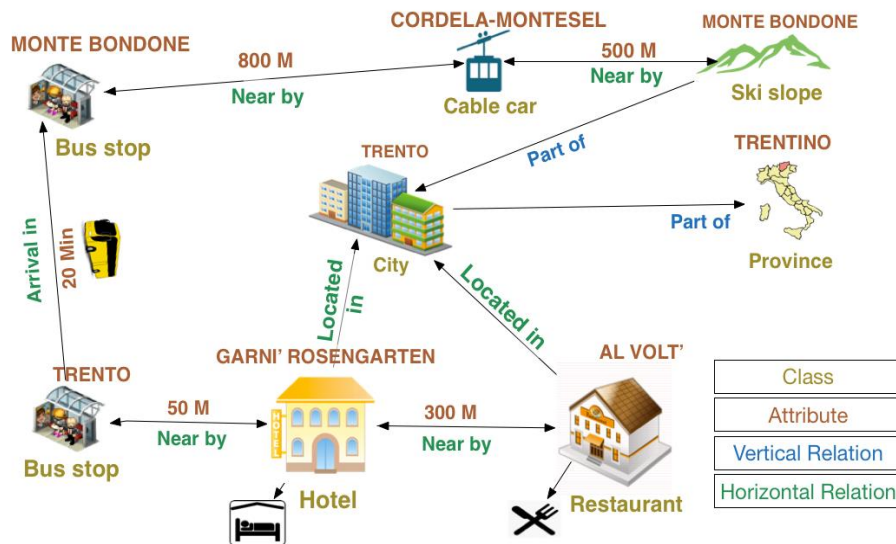 CORDELA-MONTESEL
MONTE BONDONE
MONTE BONDONE
800 M
500 M
Near by
Near by
Cable car
Ski slope
Bus stop
Part of
TRENTO
TRENTINO
Part of
Arrival in
20 Min
City
Province
Located
in
Located in
GARNI' ROSENGARTEN
AL VOLT'
TRENTO
Class
50 M
300 M
Attribute
Near by
Near by
Vertical Relation
Bus stop
HOTEL
Hotel
Restaurant
Horizontal Relation